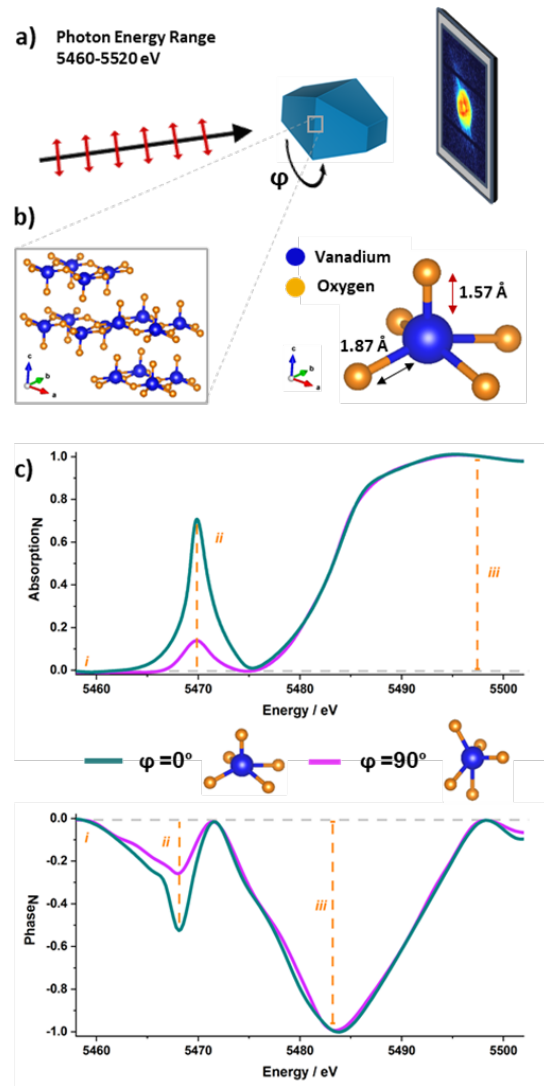 a)
Photon Energy Range
5460-5520 eV
φ
b)
Vanadium
Oxygen
1.57 Å
1.87 Å
c
b
a
c
b
a
c)
1.0
0.8
0.6
0.4
0.2
0.0
Absorption_N
i
ii
iii
5460
5470
5480
5490
5500
Energy / eV
φ =0°
φ =90°
0.0
-0.2
-0.4
-0.6
-0.8
-1.0
Phase_N
i
ii
iii
5460
5470
5480
5490
5500
Energy / eV